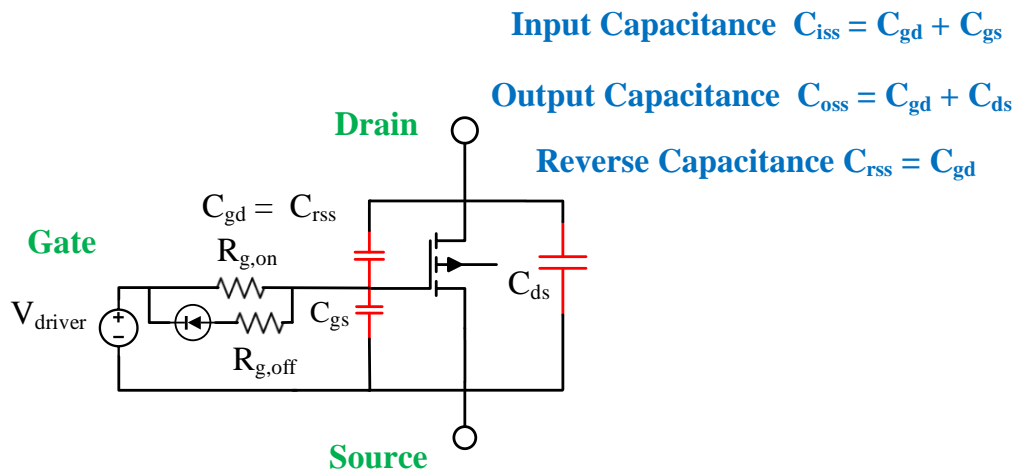 Input Capacitance C_iss = C_gd + C_gs
Output Capacitance C_oss = C_gd + C_ds
Drain
Reverse Capacitance C_rss = C_gd
C_gd = C_rss
Gate
R_g,on
C_ds
V_driver
+
−
C_gs
R_g,off
Source